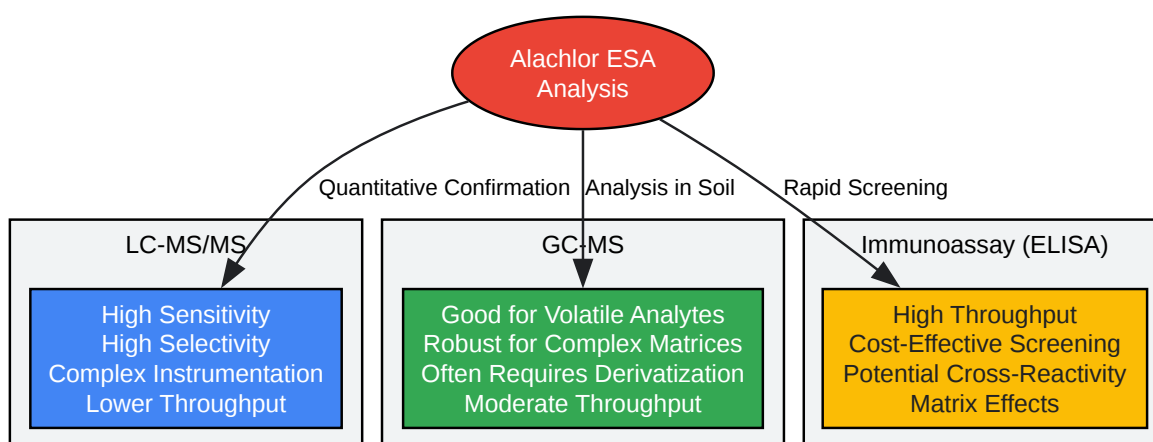 Alachlor ESA
Analysis
Quantitative Confirmation
Analysis in Soil
Rapid Screening
LC-MS/MS
GC-MS
Immunoassay (ELISA)
High Sensitivity
High Selectivity
Complex Instrumentation
Lower Throughput
Good for Volatile Analytes
Robust for Complex Matrices
Often Requires Derivatization
Moderate Throughput
High Throughput
Cost-Effective Screening
Potential Cross-Reactivity
Matrix Effects